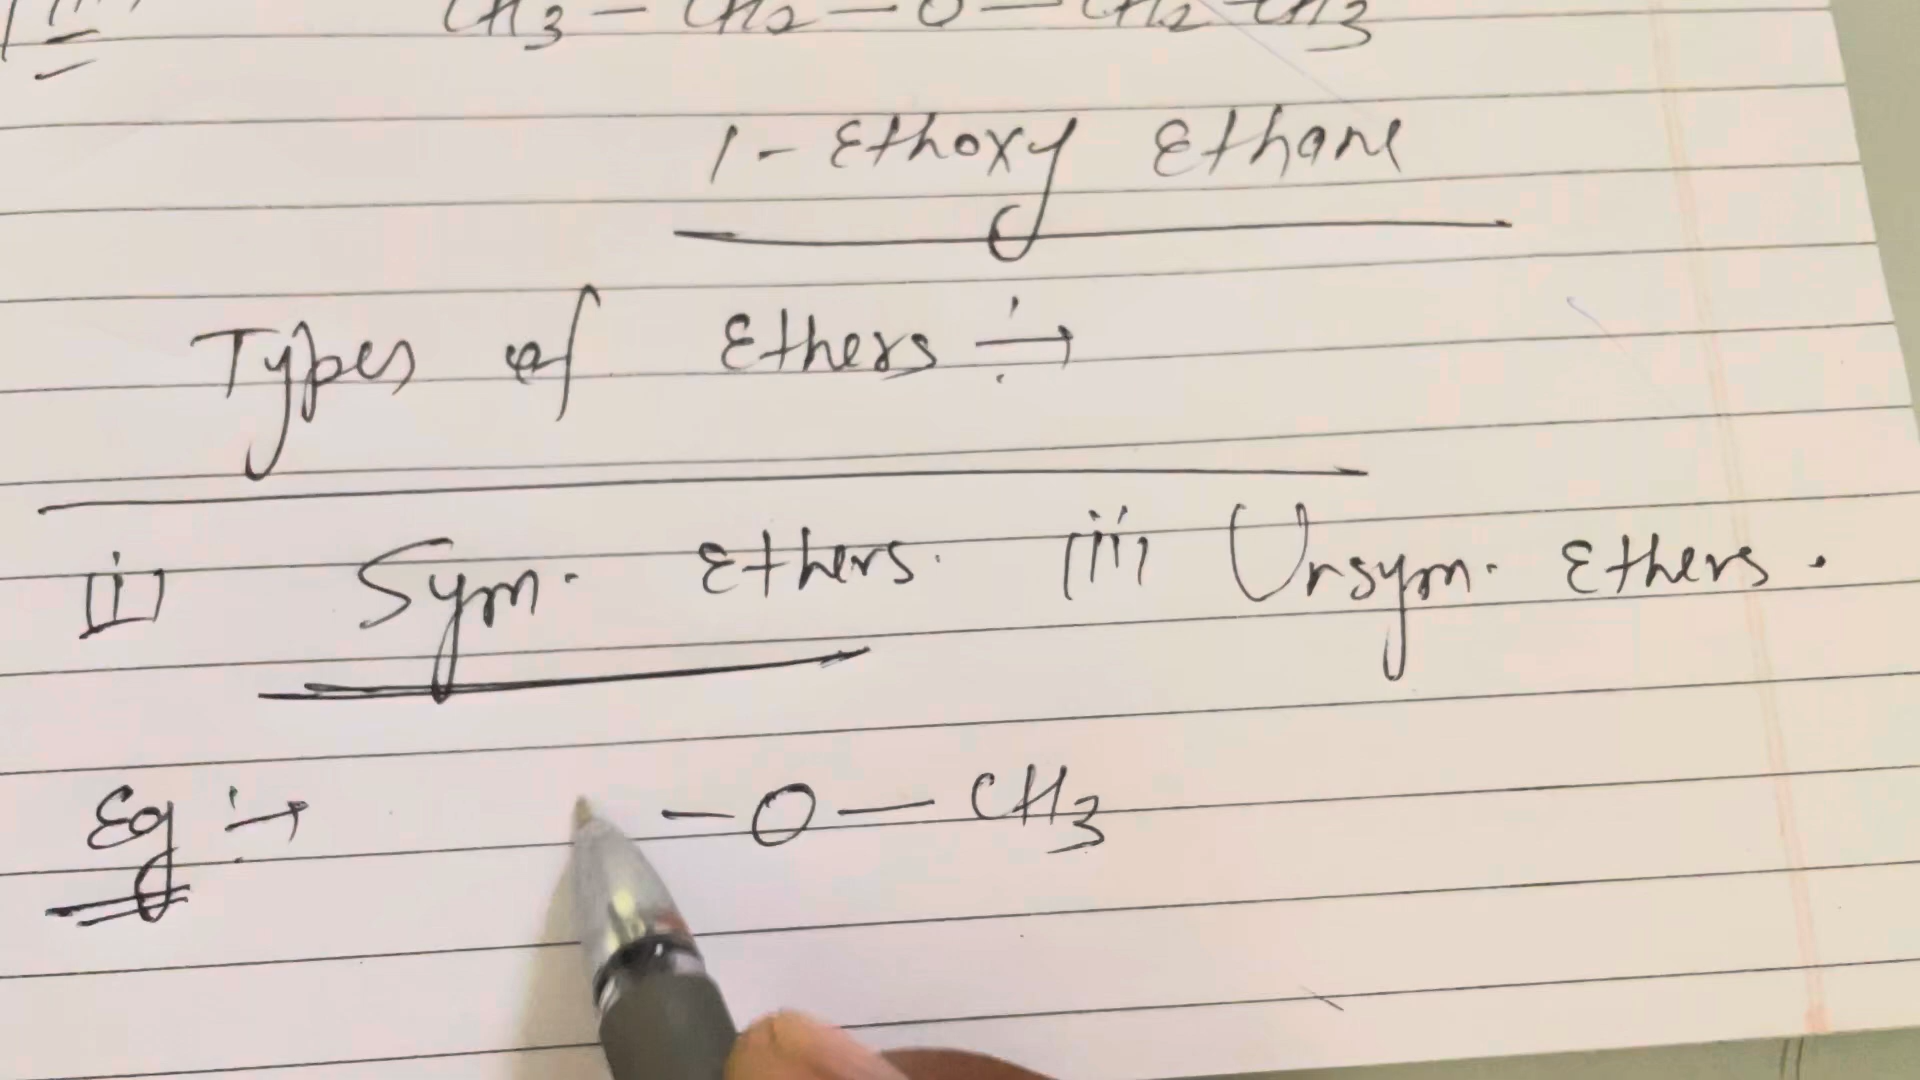 CH3 — CH2 — O — CH2 - CH3
1 - Ethoxy Ethane
Types of Ethers :→
(i) Sym. Ethers. (ii) Unsym. Ethers.
Eg :→ — O — CH3